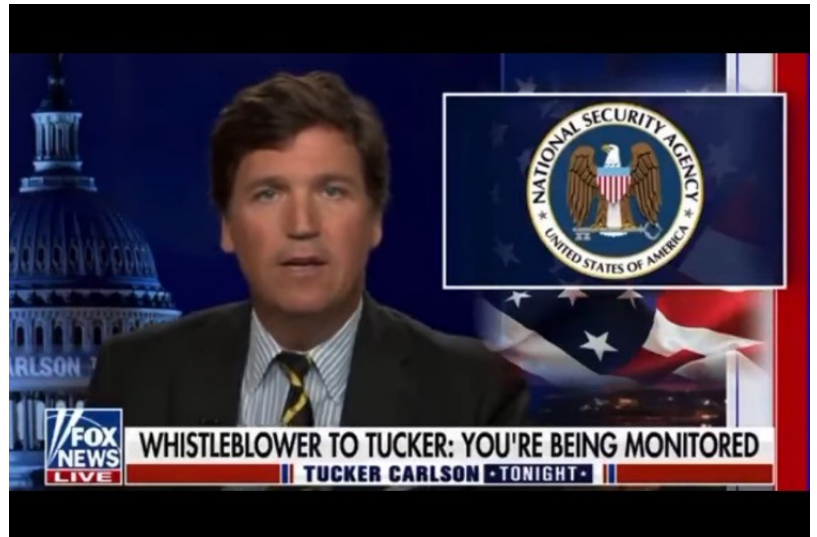 NATIONAL SECURITY AGENCY
UNITED STATES OF AMERICA
ARLSON T
FOX
NEWS
LIVE
WHISTLEBLOWER TO TUCKER: YOU'RE BEING MONITORED
TUCKER CARLSON TONIGHT